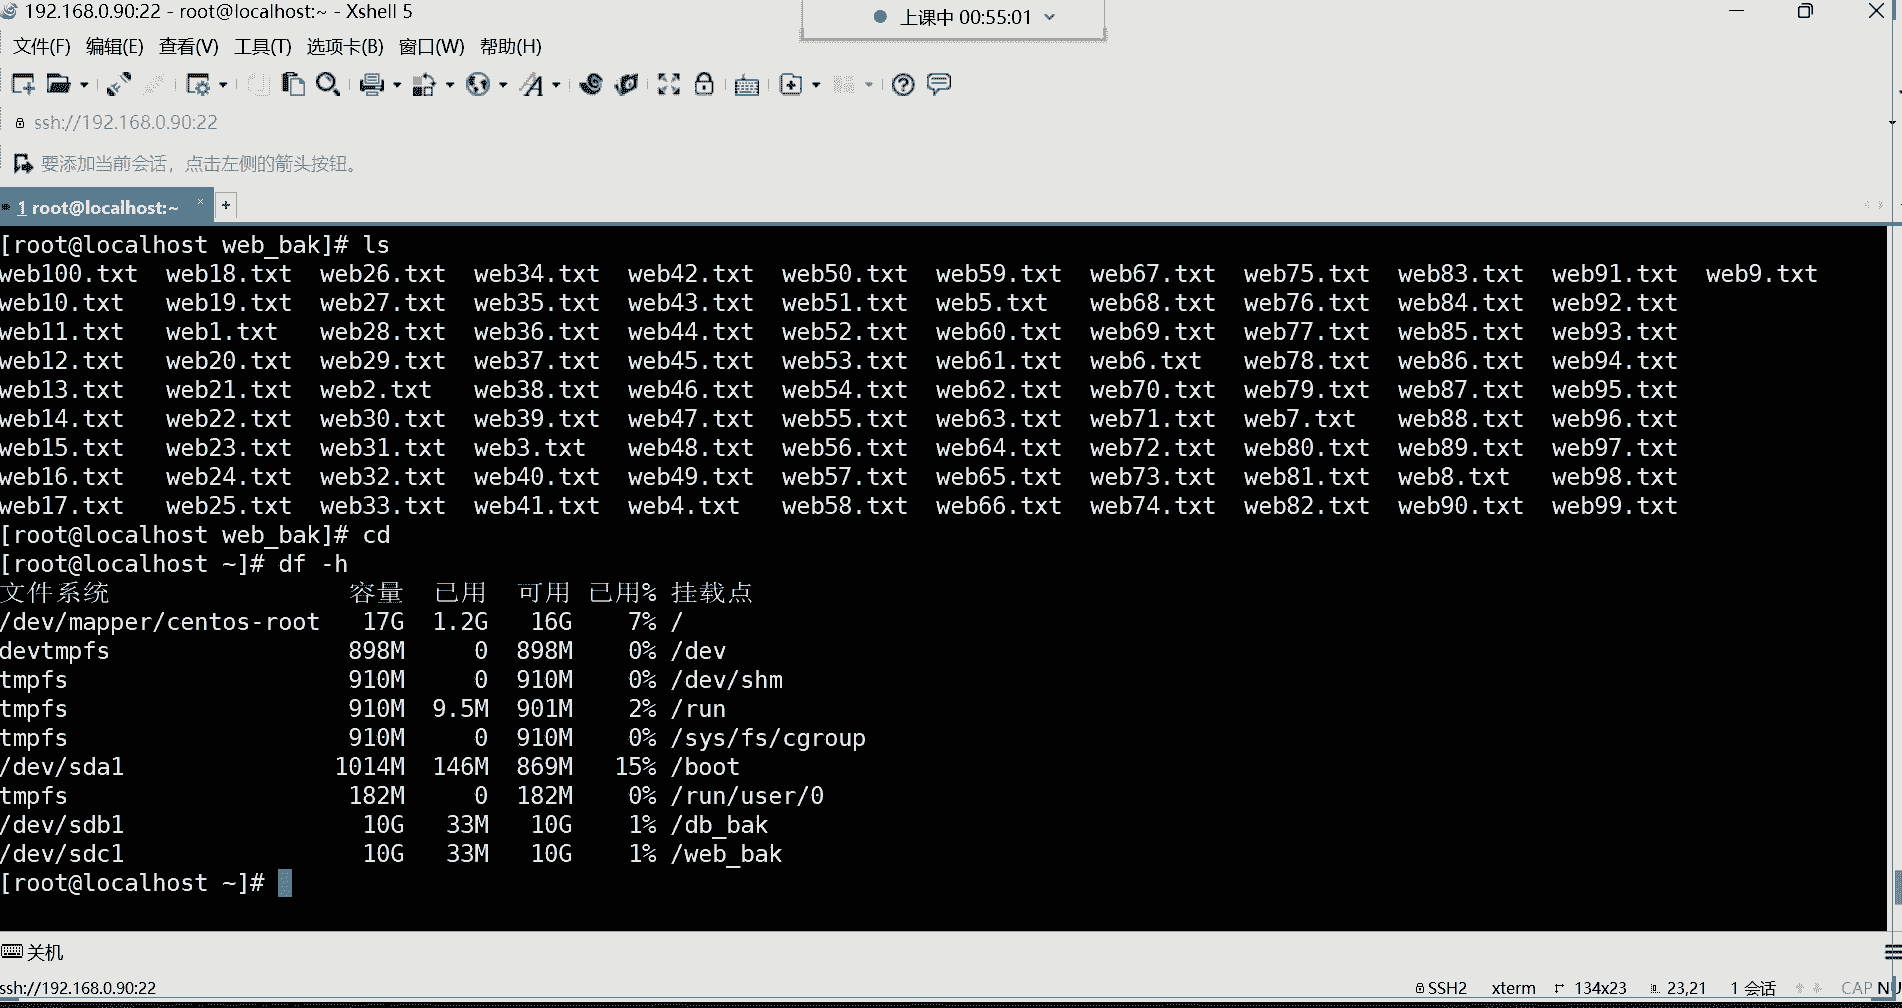 192.168.0.90:22 - root@localhost:~ - Xshell 5
上课中 00:55:01
文件(F) 编辑(E) 查看(V) 工具(T) 选项卡(B) 窗口(W) 帮助(H)
ssh://192.168.0.90:22
要添加当前会话，点击左侧的箭头按钮。
1 root@localhost:~ × +
[root@localhost web_bak]# ls
web100.txt web18.txt web26.txt web34.txt web42.txt web50.txt web59.txt web67.txt web75.txt web83.txt web91.txt web9.txt
web10.txt web19.txt web27.txt web35.txt web43.txt web51.txt web5.txt web68.txt web76.txt web84.txt web92.txt
web11.txt web1.txt web28.txt web36.txt web44.txt web52.txt web60.txt web69.txt web77.txt web85.txt web93.txt
web12.txt web20.txt web29.txt web37.txt web45.txt web53.txt web61.txt web6.txt web78.txt web86.txt web94.txt
web13.txt web21.txt web2.txt web38.txt web46.txt web54.txt web62.txt web70.txt web79.txt web87.txt web95.txt
web14.txt web22.txt web30.txt web39.txt web47.txt web55.txt web63.txt web71.txt web7.txt web88.txt web96.txt
web15.txt web23.txt web31.txt web3.txt web48.txt web56.txt web64.txt web72.txt web80.txt web89.txt web97.txt
web16.txt web24.txt web32.txt web40.txt web49.txt web57.txt web65.txt web73.txt web81.txt web8.txt web98.txt
web17.txt web25.txt web33.txt web41.txt web4.txt web58.txt web66.txt web74.txt web82.txt web90.txt web99.txt
[root@localhost web_bak]# cd
[root@localhost ~]# df -h
文件系统 容量 已用 可用 已用% 挂载点
/dev/mapper/centos-root 17G 1.2G 16G 7% /
devtmpfs 898M 0 898M 0% /dev
tmpfs 910M 0 910M 0% /dev/shm
tmpfs 910M 9.5M 901M 2% /run
tmpfs 910M 0 910M 0% /sys/fs/cgroup
/dev/sda1 1014M 146M 869M 15% /boot
tmpfs 182M 0 182M 0% /run/user/0
/dev/sdb1 10G 33M 10G 1% /db_bak
/dev/sdc1 10G 33M 10G 1% /web_bak
[root@localhost ~]#
关机
ssh://192.168.0.90:22 SSH2 xterm 134x23 23,21 1 会话 CAP